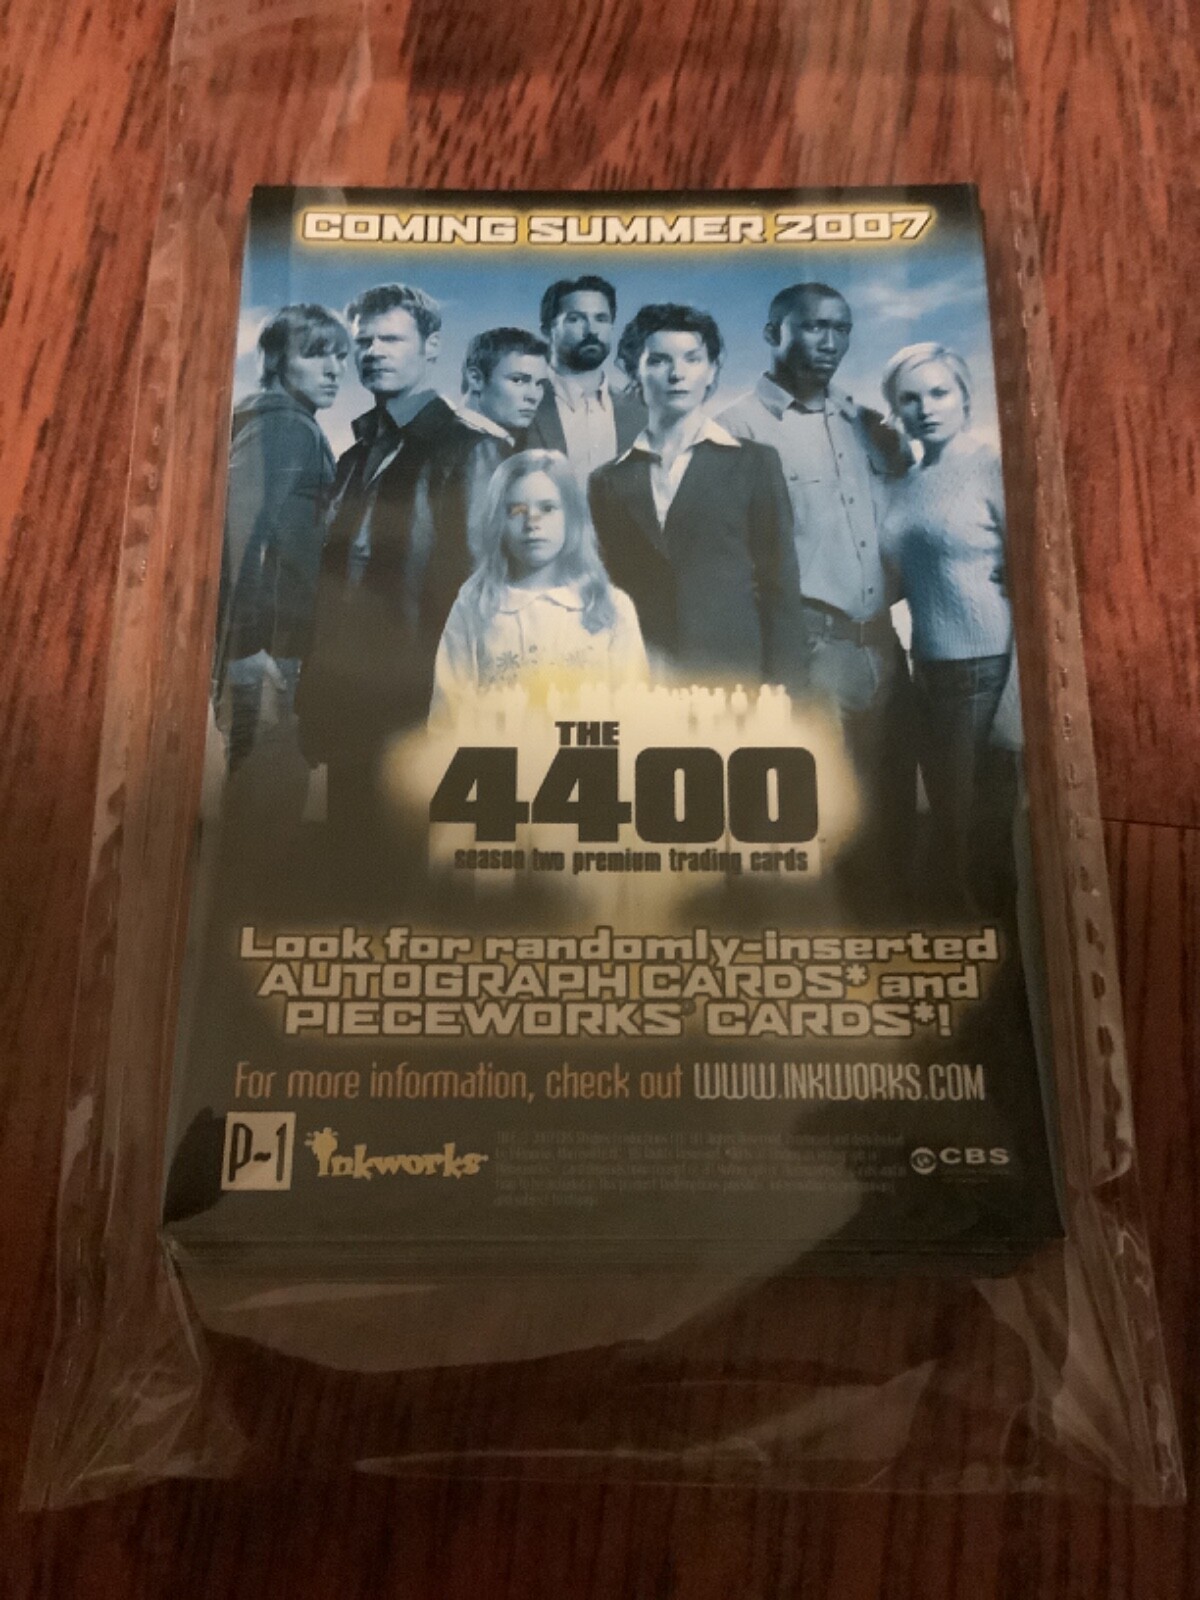 COMING SUMMER 2007
THE
4400
season two premium trading cards
Look for randomly-inserted
AUTOGRAPH CARDS* and
PIECEWORKS CARDS*!
For more information, check out WWW.INKWORKS.COM
P-1
Inkworks
CBS